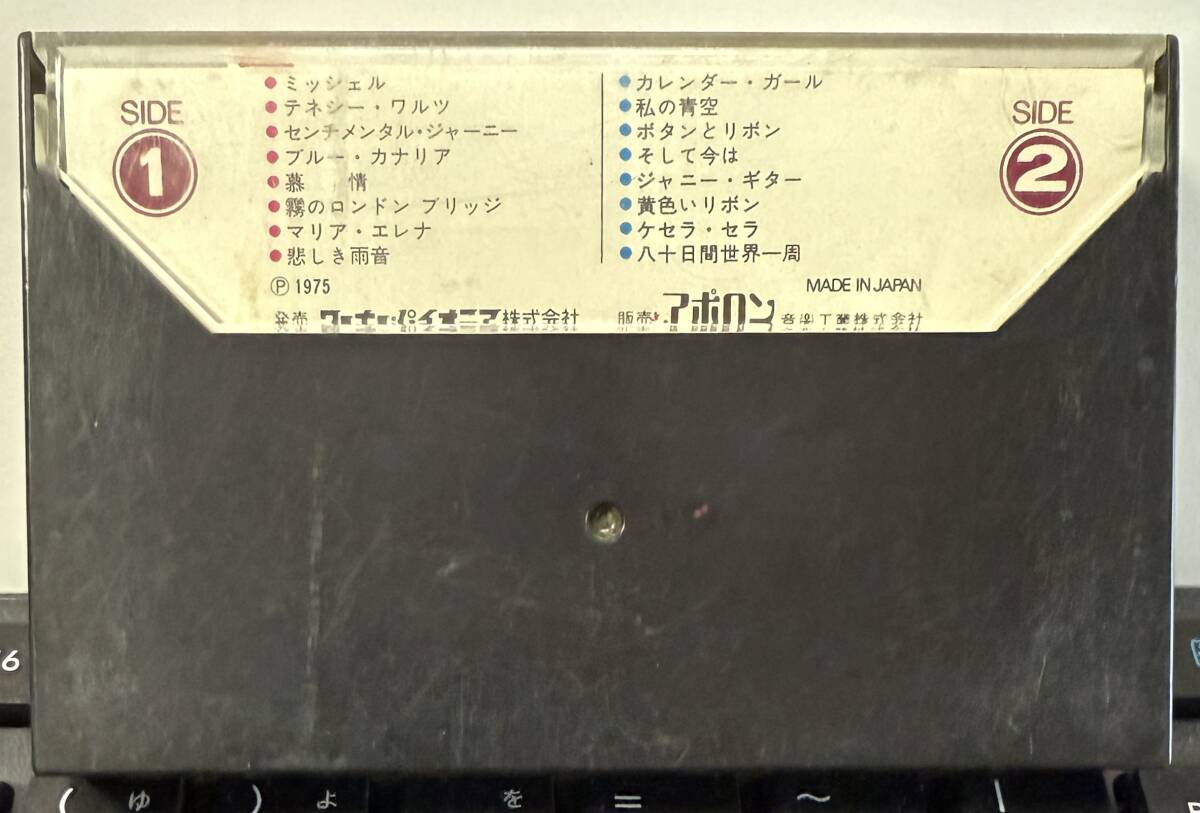 SIDE
1
ミッシェル
テネシー・ワルツ
センチメンタル・ジャーニー
ブルー・カナリア
慕 情
霧のロンドン ブリッジ
マリア・エレナ
悲しき雨音
カレンダー・ガール
私の青空
ボタンとリボン
そして今は
ジャニー・ギター
黄色いリボン
ケセラ・セラ
八十日間世界一周
SIDE
2
Ⓟ 1975
MADE IN JAPAN
発売 ワーナー・パイオニア株式会社
販売・アポロン音楽工業株式会社
6
( ゆ ) よ を = ~ |